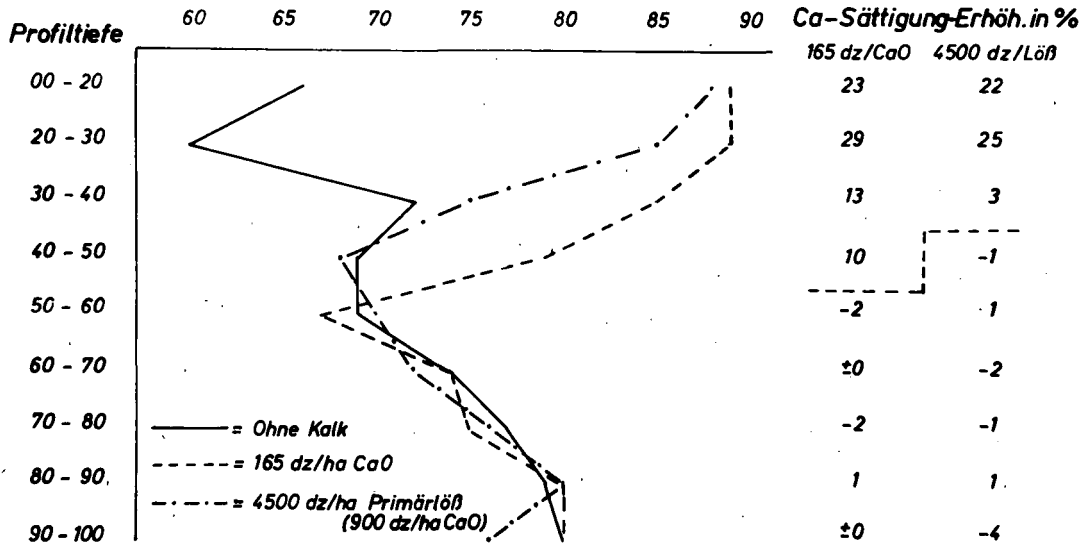 60 65 70 75 80 85 90 Ca-Sättigung-Erhöh. in %
Profiltiefe 165 dz/CaO 4500 dz/Löß
00 - 20 23 22
20 - 30 29 25
30 - 40 13 3
40 - 50 10 -1
50 - 60 -2 1
60 - 70 ±0 -2
70 - 80 -2 -1
= Ohne Kalk
= 165 dz/ha CaO
80 - 90 1 1
= 4500 dz/ha Primärlöß
(900 dz/ha CaO)
90 - 100 ±0 -4